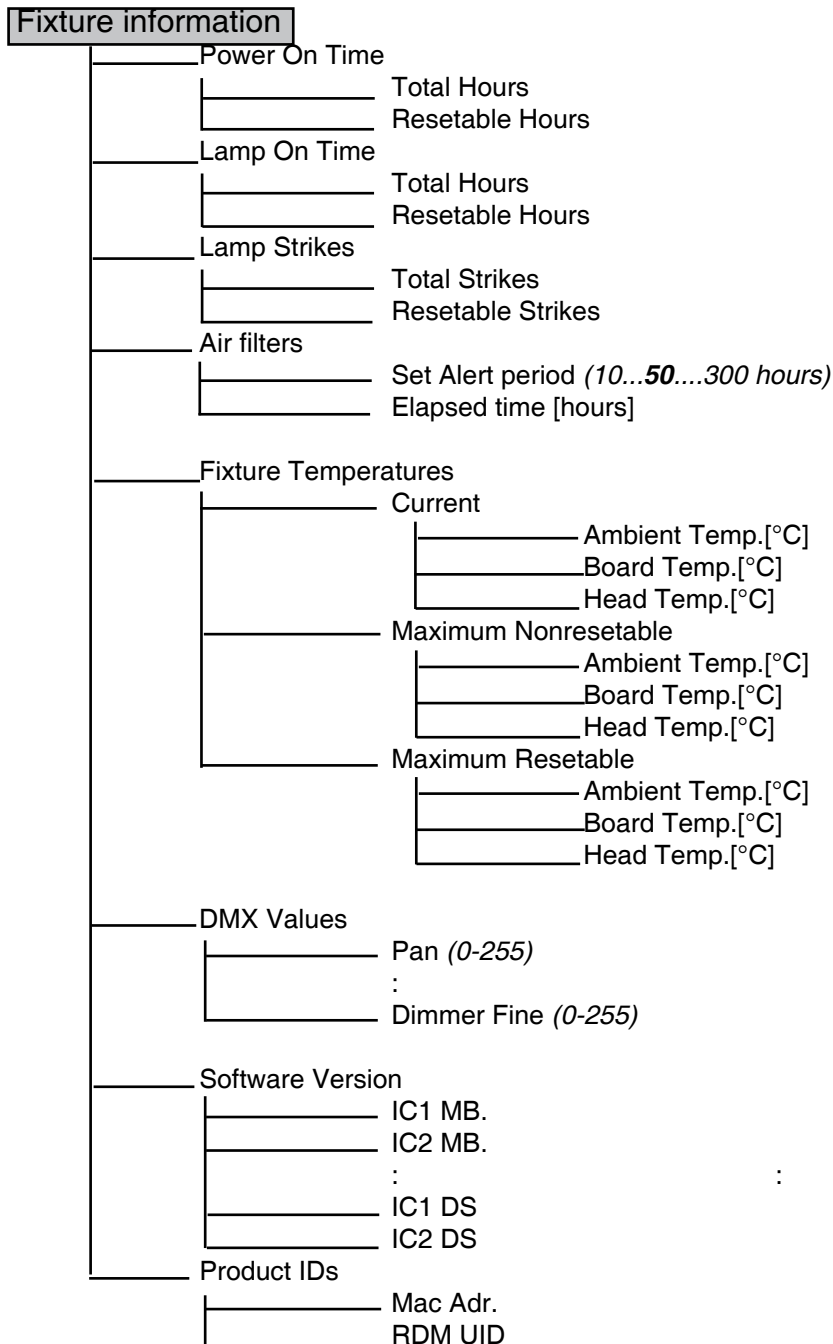 Fixture information
Power On Time
Total Hours
Resetable Hours
Lamp On Time
Total Hours
Resetable Hours
Lamp Strikes
Total Strikes
Resetable Strikes
Air filters
Set Alert period (10...50....300 hours)
Elapsed time [hours]
Fixture Temperatures
Current
Ambient Temp.[°C]
Board Temp.[°C]
Head Temp.[°C]
Maximum Nonresetable
Ambient Temp.[°C]
Board Temp.[°C]
Head Temp.[°C]
Maximum Resetable
Ambient Temp.[°C]
Board Temp.[°C]
Head Temp.[°C]
DMX Values
Pan (0-255)
:
Dimmer Fine (0-255)
Software Version
IC1 MB.
IC2 MB.
: :
IC1 DS
IC2 DS
Product IDs
Mac Adr.
RDM UID